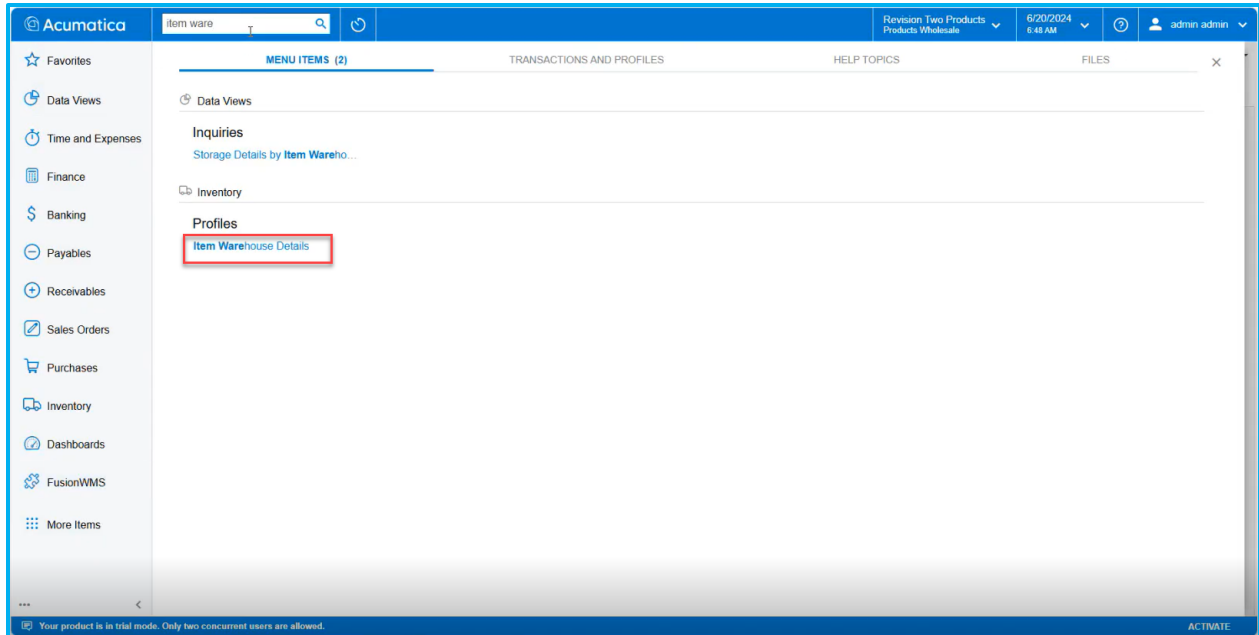 Acumatica
item ware
Revision Two Products
Products Wholesale
6/20/2024
6:48 AM
admin admin
Favorites
Data Views
Time and Expenses
Finance
Banking
Payables
Receivables
Sales Orders
Purchases
Inventory
Dashboards
FusionWMS
More Items
MENU ITEMS (2)
TRANSACTIONS AND PROFILES
HELP TOPICS
FILES
Data Views
Inquiries
Storage Details by Item Wareho...
Inventory
Profiles
Item Warehouse Details
Your product is in trial mode. Only two concurrent users are allowed.
ACTIVATE